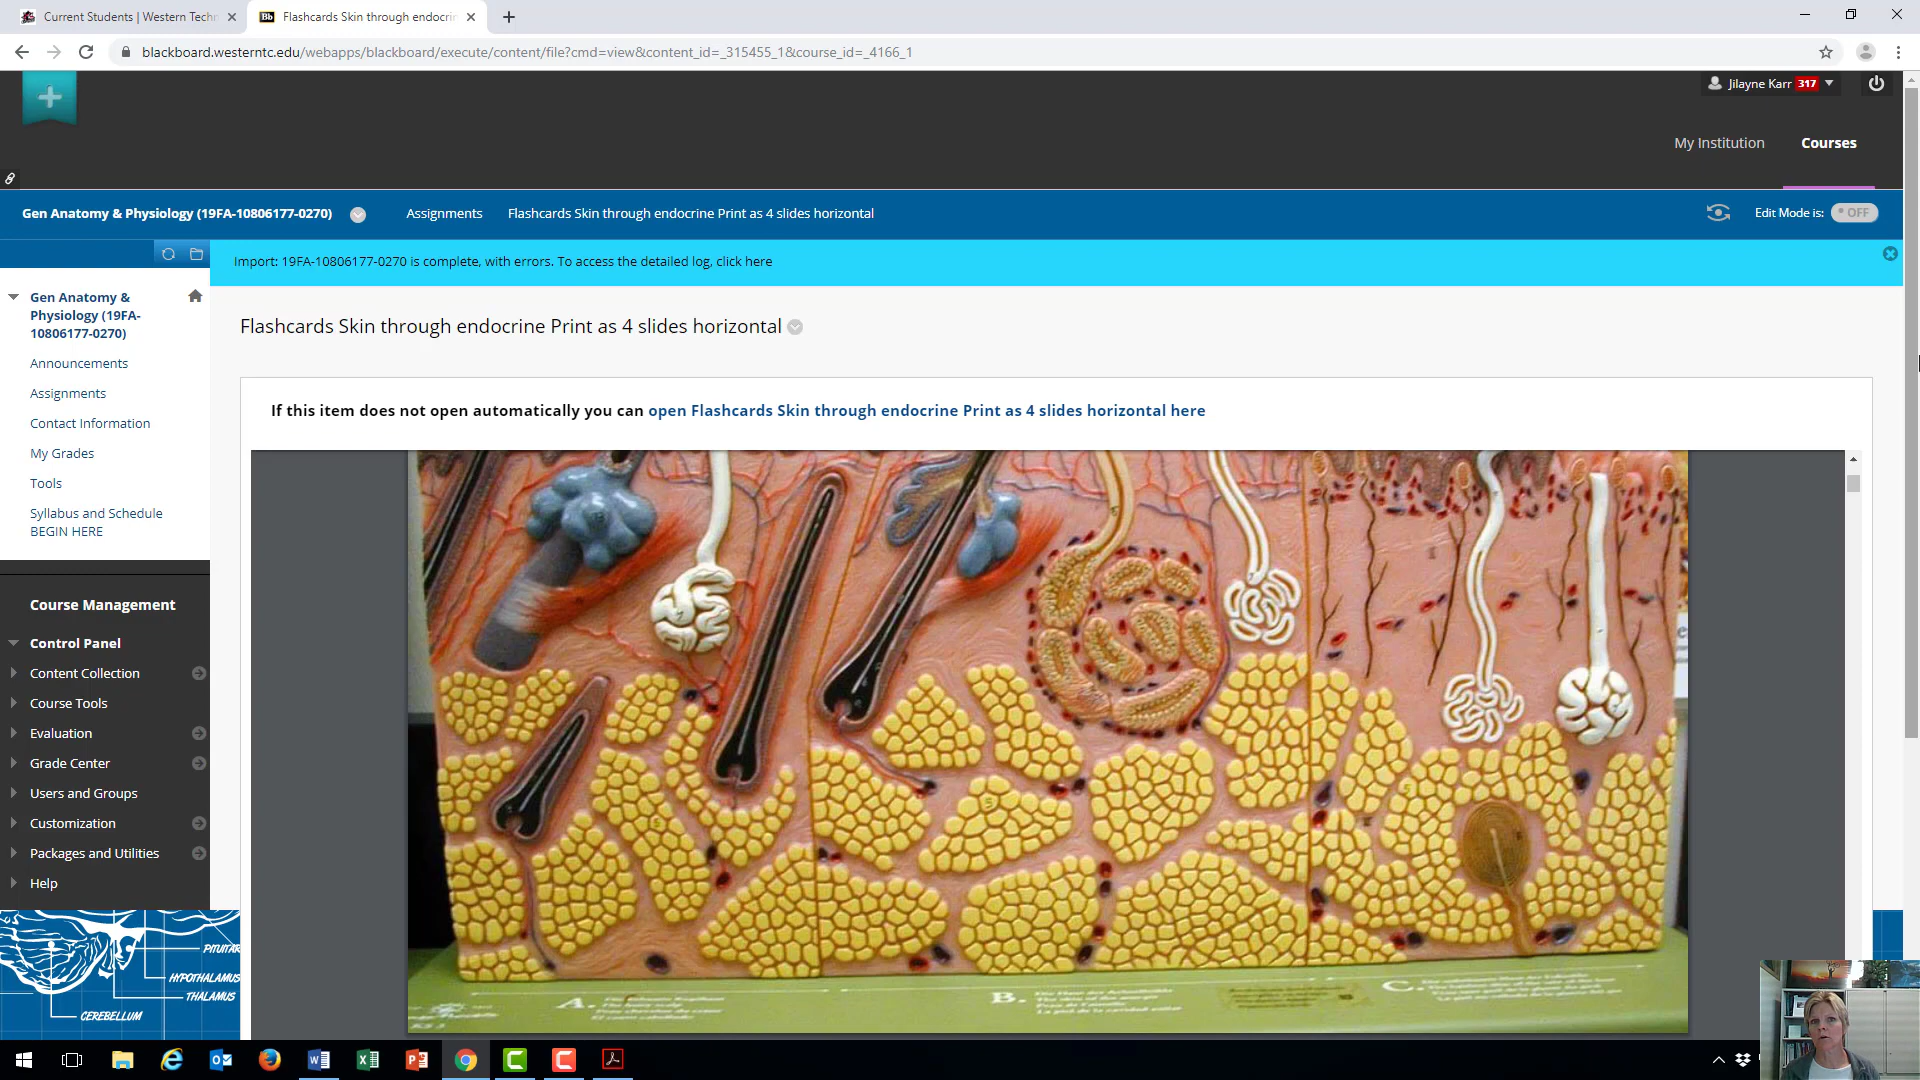 Current Students | Western Techn
Flashcards Skin through endocrin
blackboard.westerntc.edu/webapps/blackboard/execute/content/file?cmd=view&content_id=_315455_1&course_id=_4166_1
Jilayne Karr 317
My Institution
Courses
Gen Anatomy & Physiology (19FA-10806177-0270)
Assignments
Flashcards Skin through endocrine Print as 4 slides horizontal
Edit Mode is:
OFF
Import: 19FA-10806177-0270 is complete, with errors. To access the detailed log, click here
Gen Anatomy &
Physiology (19FA-
10806177-0270)
Announcements
Assignments
Contact Information
My Grades
Tools
Syllabus and Schedule
BEGIN HERE
Flashcards Skin through endocrine Print as 4 slides horizontal
If this item does not open automatically you can open Flashcards Skin through endocrine Print as 4 slides horizontal here
Course Management
Control Panel
Content Collection
Course Tools
Evaluation
Grade Center
Users and Groups
Customization
Packages and Utilities
Help
PITUITAR
HYPOTHALAMUS
THALAMUS
CEREBELLUM
A.
B.
C.